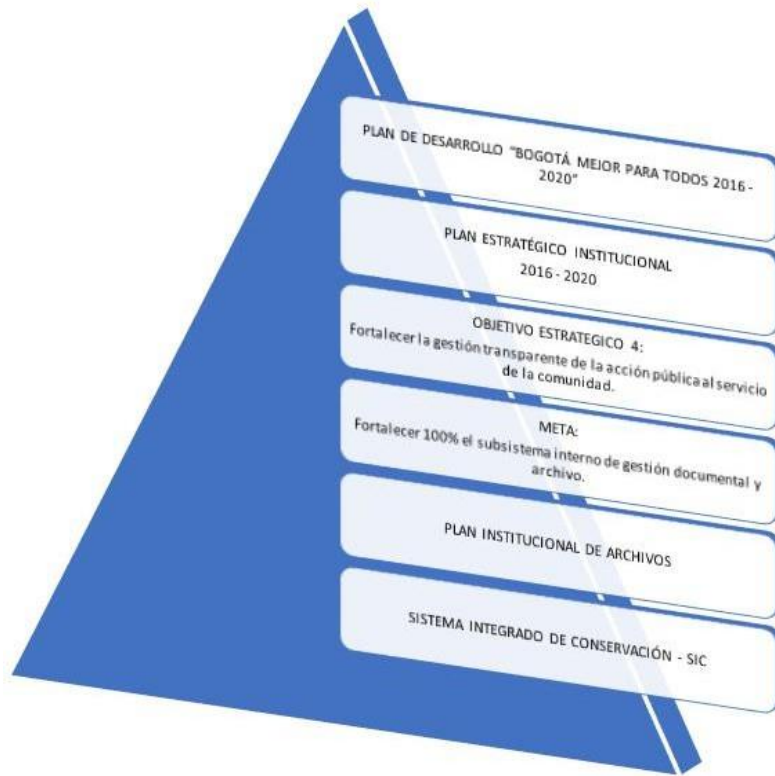 PLAN DE DESARROLLO "BOGOTÁ MEJOR PARA TODOS 2016 -
2020"
PLAN ESTRATÉGICO INSTITUCIONAL
2016 - 2020
OBJETIVO ESTRATEGICO 4:
Fortalecer la gestión transparente de la acción pública al servicio
de la comunidad.
META:
Fortalecer 100% el subsistema interno de gestión documental y
archivo.
PLAN INSTITUCIONAL DE ARCHIVOS
SISTEMA INTEGRADO DE CONSERVACIÓN - SIC